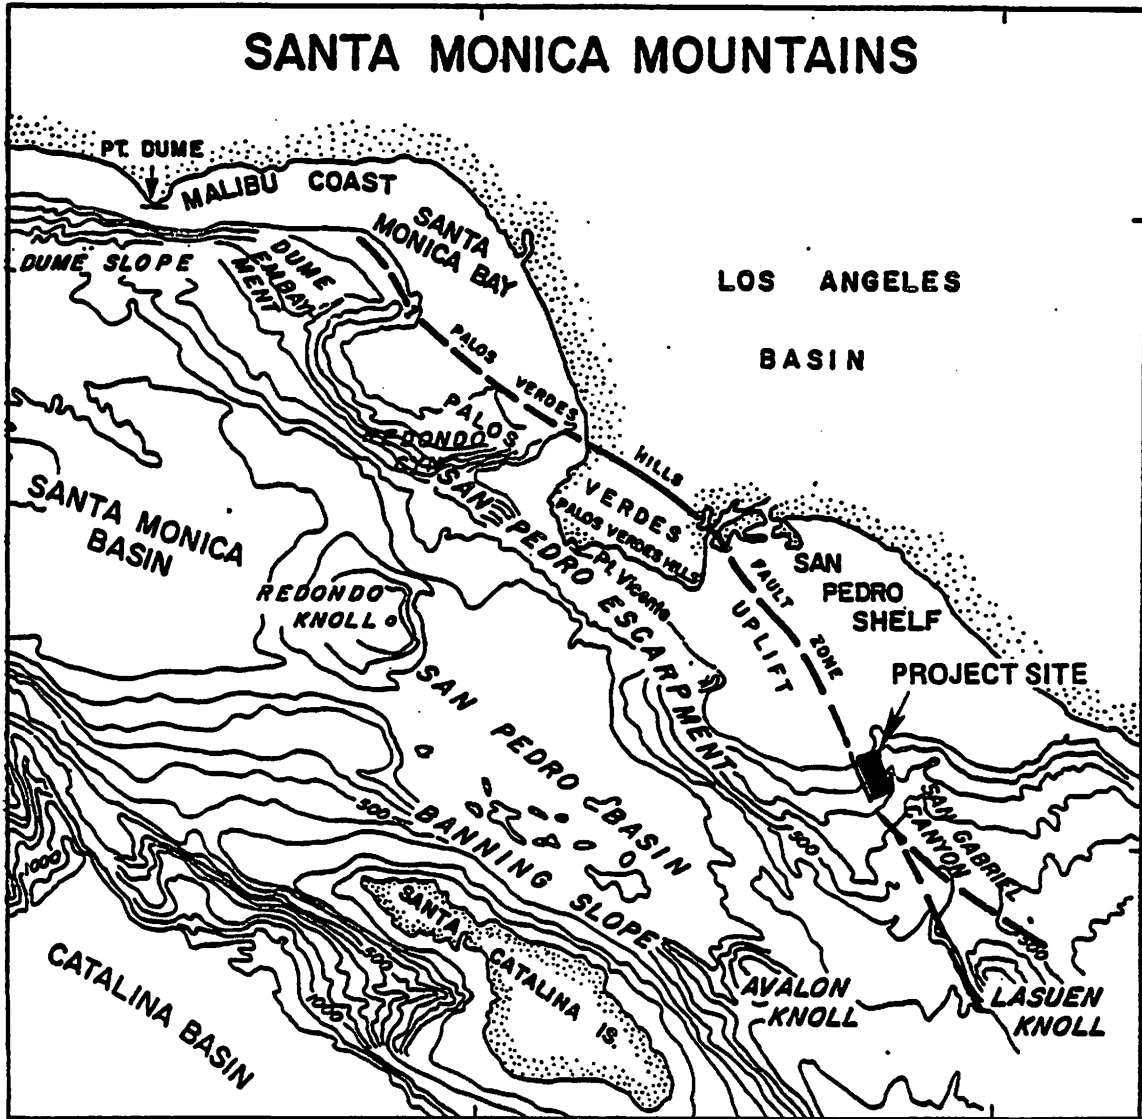 SANTA MONICA MOUNTAINS
PT. DUME
MALIBU COAST
SANTA
MONICA BAY
DUME SLOPE
DUME
EMBAY-
MENT
LOS ANGELES
BASIN
PALOS VERDES HILLS FAULT ZONE
PALOS VERDES UPLIFT
REDONDO
SANTA MONICA
BASIN
PALOS VERDES HILLS
Pt. Vicente
SAN PEDRO ESCARPMENT
SAN
PEDRO
SHELF
REDONDO
KNOLL
PROJECT SITE
SAN PEDRO BASIN
SAN GABRIEL
CANYON
500
BANNING SLOPE
500
1000
SANTA CATALINA IS.
500
1000
500
AVALON
KNOLL
LASUEN
KNOLL
CATALINA BASIN